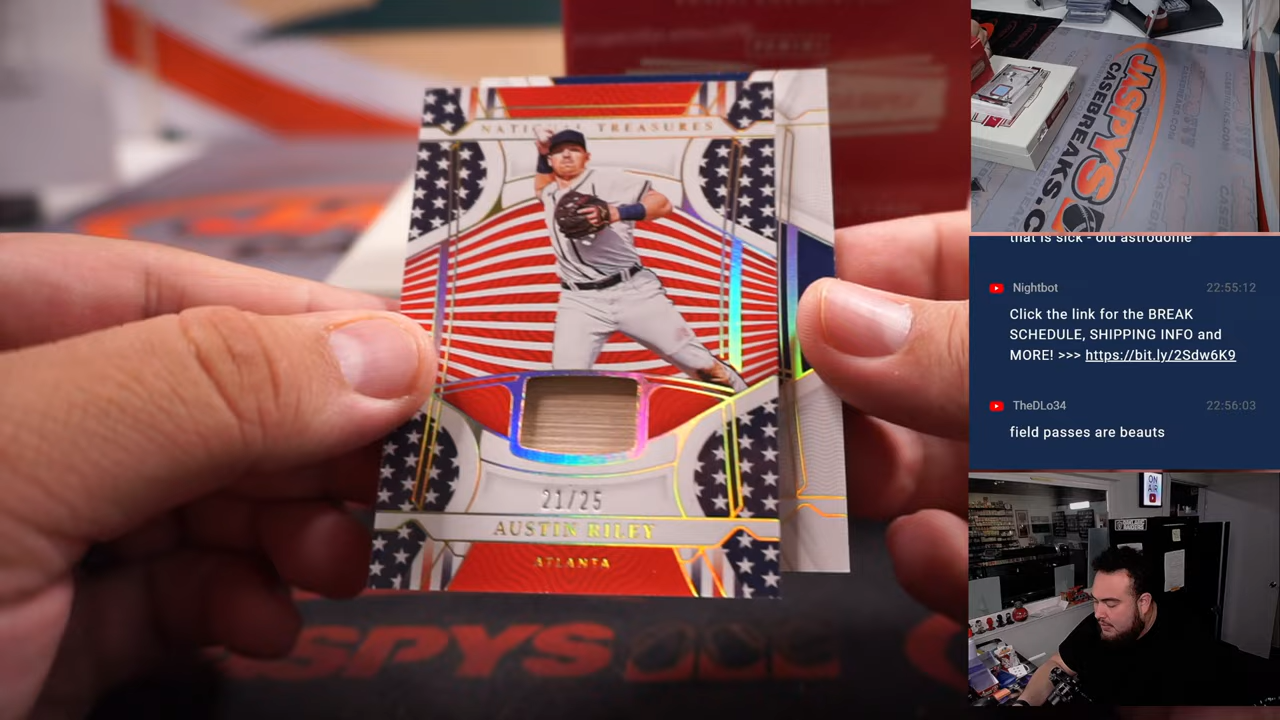 NATIONAL TREASURES
21/25
AUSTIN RILEY
ATLANTA
JASPYS
CASEBREAKS.C
that is sick - old astrodome
Nightbot 22:55:12
Click the link for the BREAK
SCHEDULE, SHIPPING INFO and
MORE! >>> https://bit.ly/2Sdw6K9
TheDLo34 22:56:03
field passes are beauts
ON
AIR
SPYS